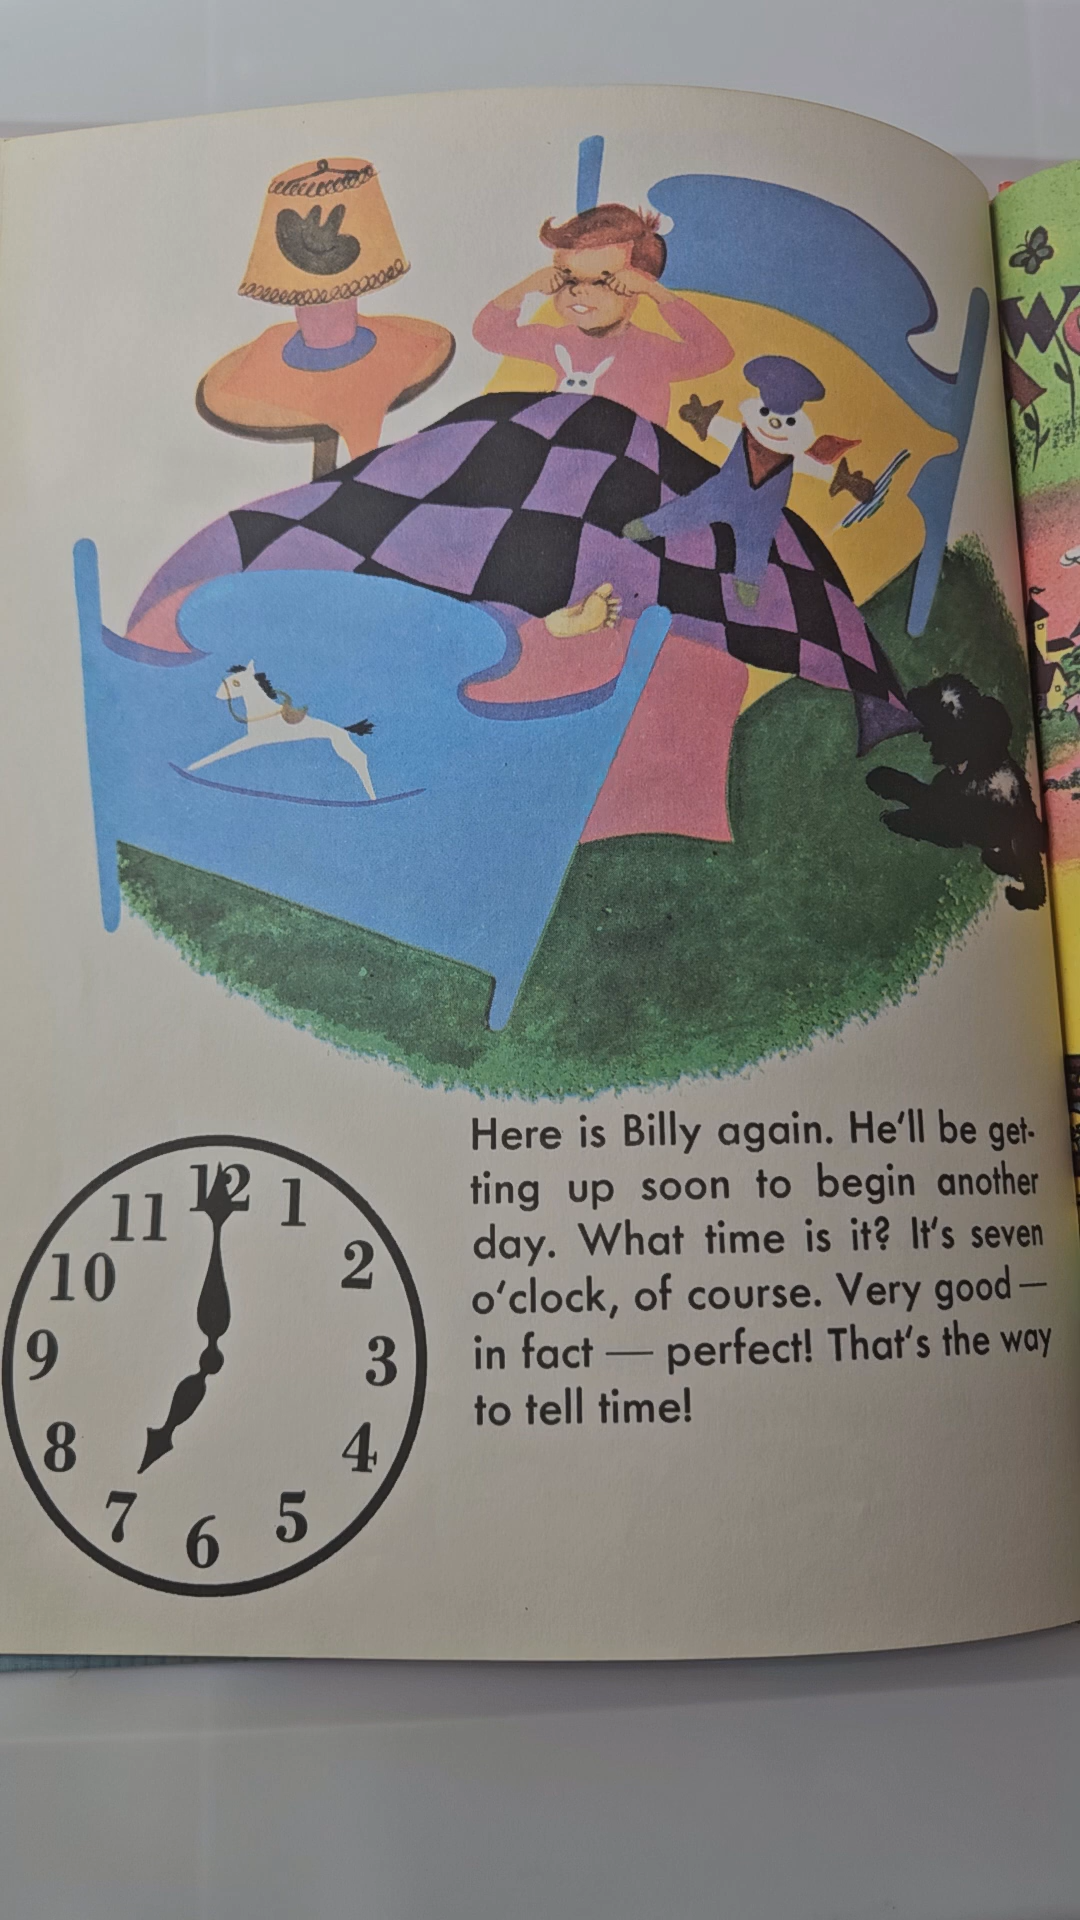 Here is Billy again. He'll be get-
ting up soon to begin another
day. What time is it? It's seven
o'clock, of course. Very good —
in fact — perfect! That's the way
to tell time!
12
11
1
10
2
9
3
8
4
7
5
6